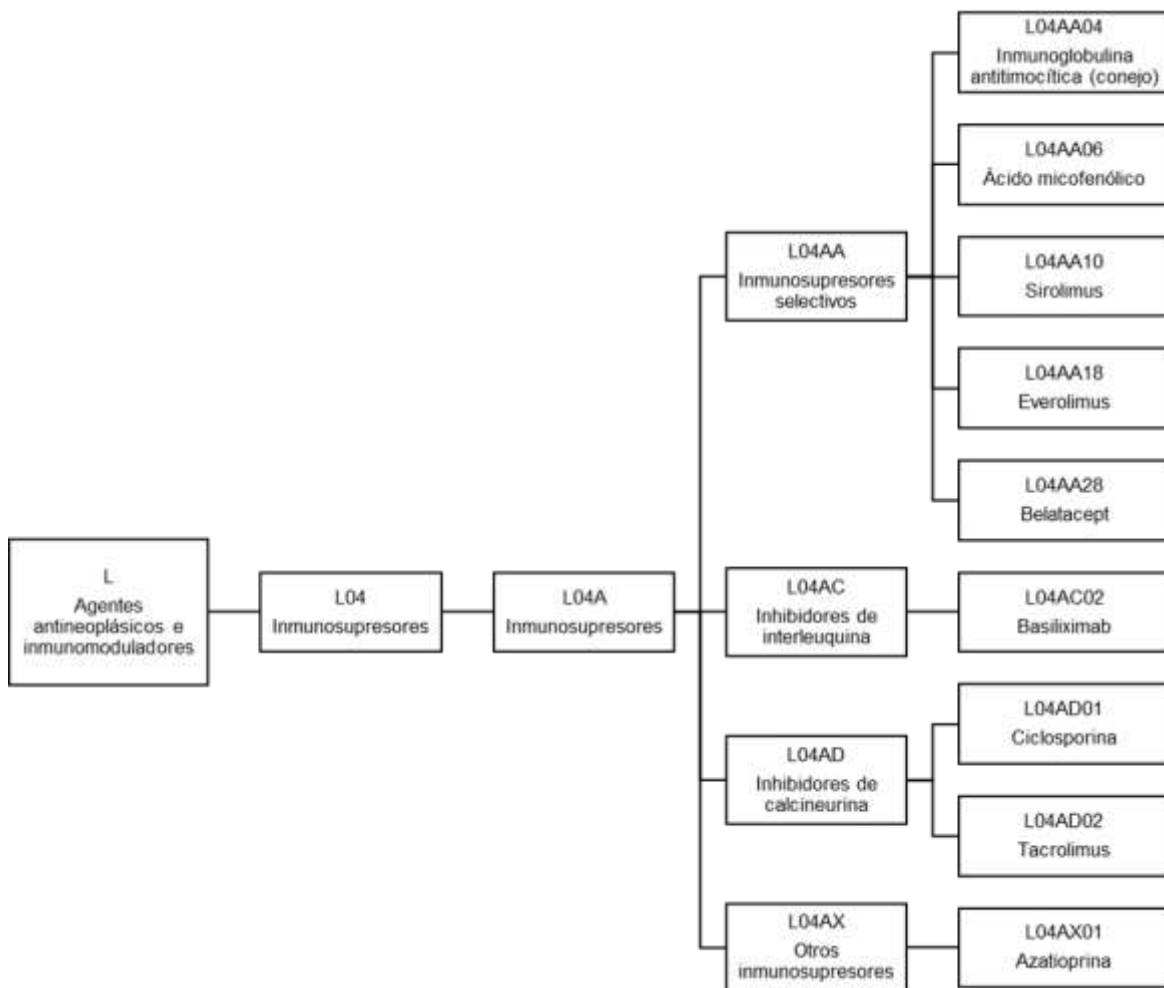 L
Agentes
antineoplásicos e
inmunomoduladores
L04
Inmunosupresores
L04A
Inmunosupresores
L04AA
Inmunosupresores
selectivos
L04AA04
Inmunoglobulina
antitimocítica (conejo)
L04AA06
Ácido micofenólico
L04AA10
Sirolimus
L04AA18
Everolimus
L04AA28
Belatacept
L04AC
Inhibidores de
interleuquina
L04AC02
Basiliximab
L04AD
Inhibidores de
calcineurina
L04AD01
Ciclosporina
L04AD02
Tacrolimus
L04AX
Otros
inmunosupresores
L04AX01
Azatioprina